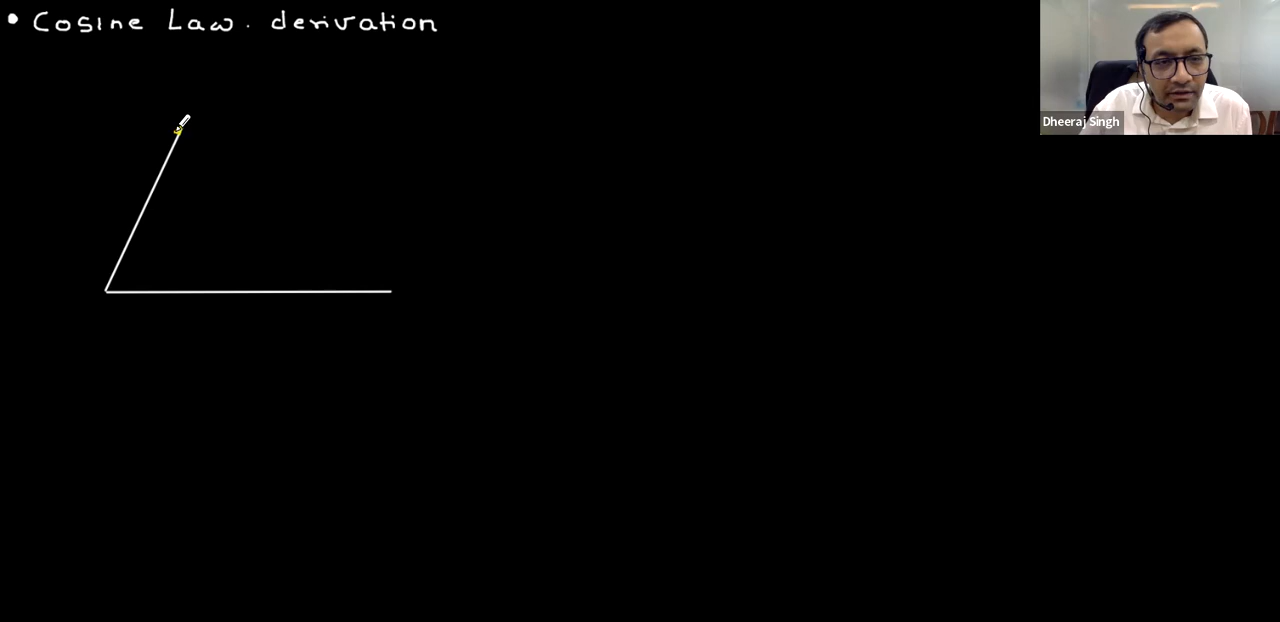 • Cosine Law. derivation
Dheeraj Singh